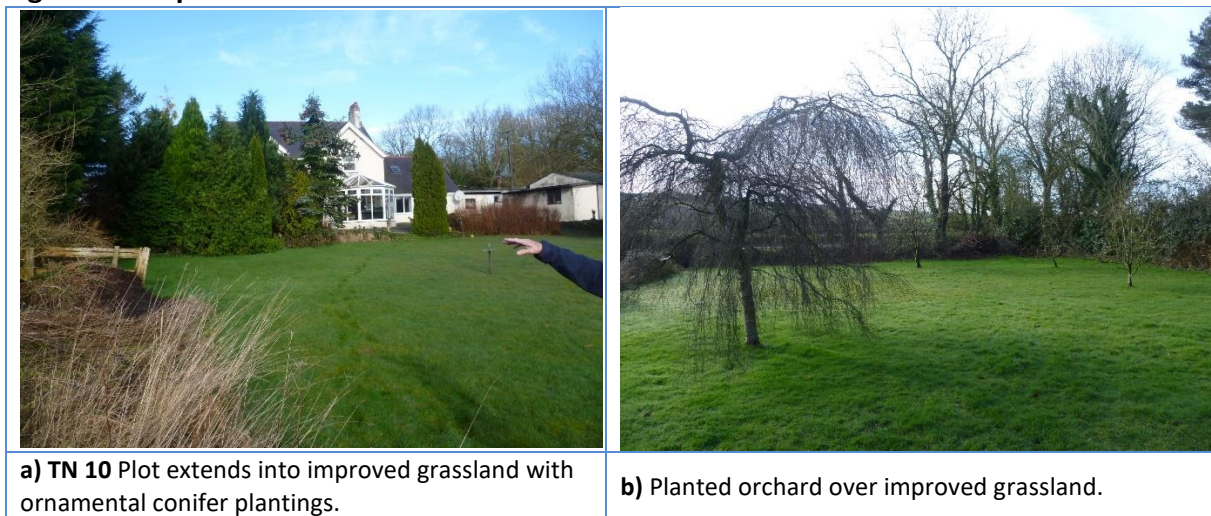 a) TN 10 Plot extends into improved grassland with
ornamental conifer plantings.
b) Planted orchard over improved grassland.